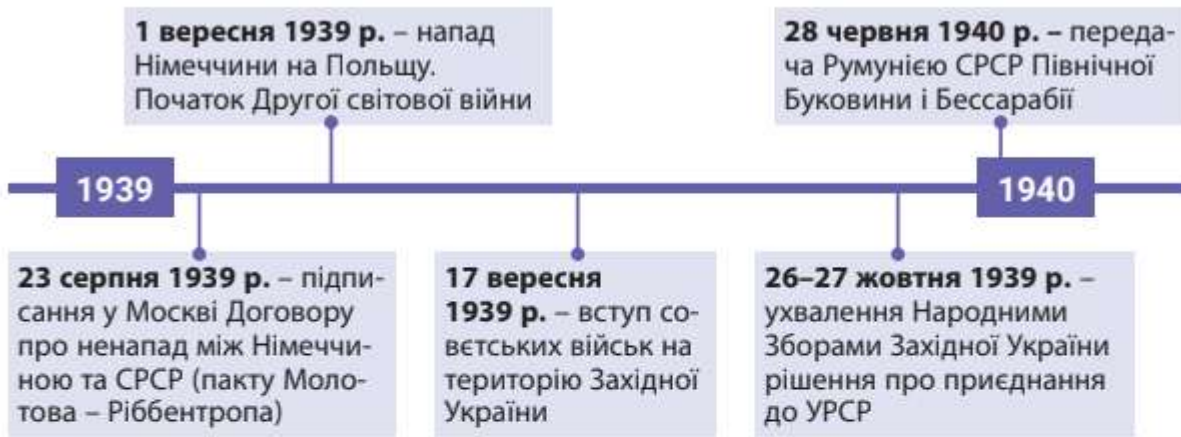 1 вересня 1939 р. – напад
Німеччини на Польщу.
Початок Другої світової війни
28 червня 1940 р. – переда-
ча Румунією СРСР Північної
Буковини і Бессарабії
1939
1940
23 серпня 1939 р. – підпи-
сання у Москві Договору
про ненапад між Німеччи-
ною та СРСР (пакту Моло-
това – Ріббентропа)
17 вересня
1939 р. – вступ со-
вєтських військ на
територію Західної
України
26–27 жовтня 1939 р. –
ухвалення Народними
Зборами Західної України
рішення про приєднання
до УРСР